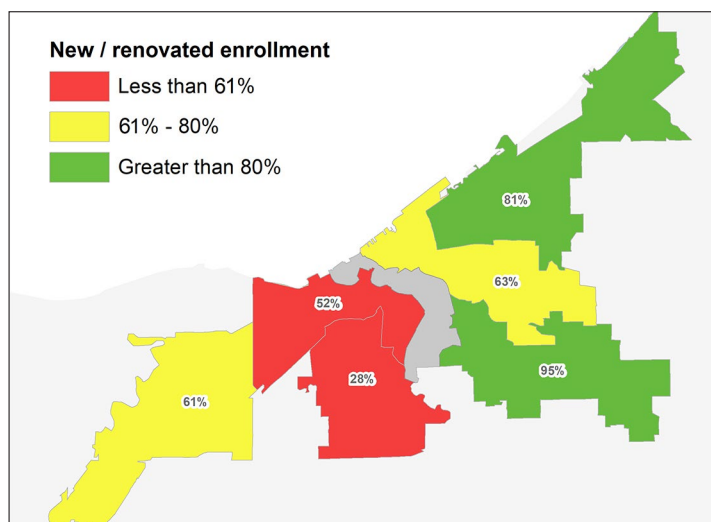 New / renovated enrollment
Less than 61%
61% - 80%
Greater than 80%
81%
63%
52%
95%
28%
61%